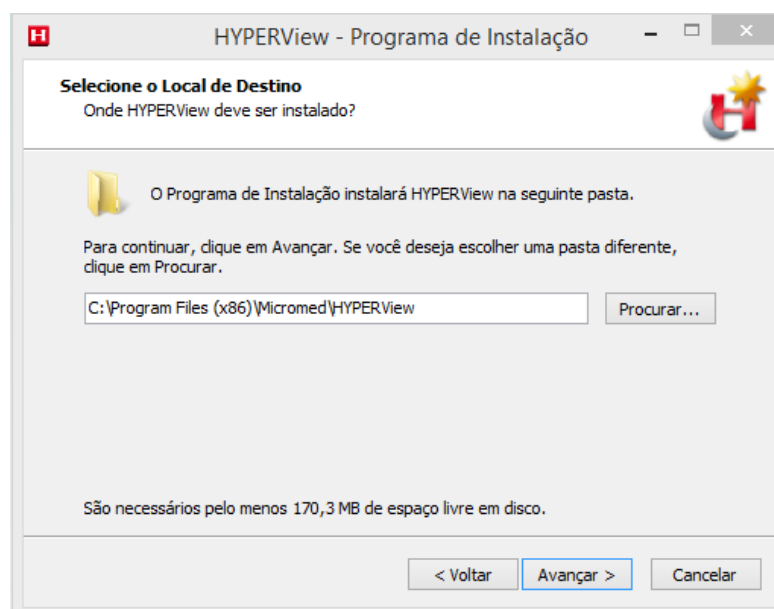 HYPERView - Programa de Instalação
Selecione o Local de Destino
Onde HYPERView deve ser instalado?
O Programa de Instalação instalará HYPERView na seguinte pasta.
Para continuar, clique em Avançar. Se você deseja escolher uma pasta diferente,
clique em Procurar.
C:\Program Files (x86)\Micromed\HYPERView
Procurar...
São necessários pelo menos 170,3 MB de espaço livre em disco.
< Voltar
Avançar >
Cancelar